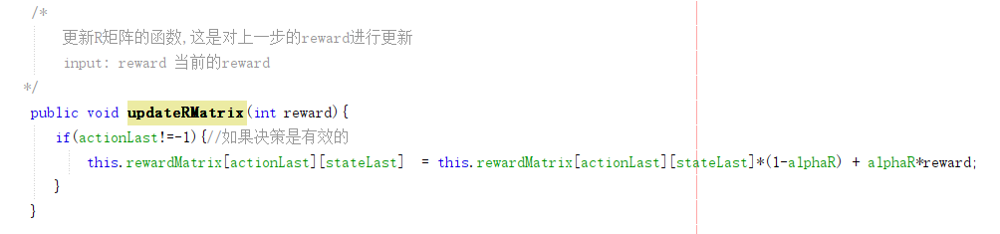 /*
更新R矩阵的函数,这是对上一步的reward进行更新
input: reward 当前的reward
*/
public void updateRMatrix(int reward){
if(actionLast!=-1){//如果决策是有效的
this.rewardMatrix[actionLast][stateLast]  = this.rewardMatrix[actionLast][stateLast]*(1-alphaR) + alphaR*reward;
}
}